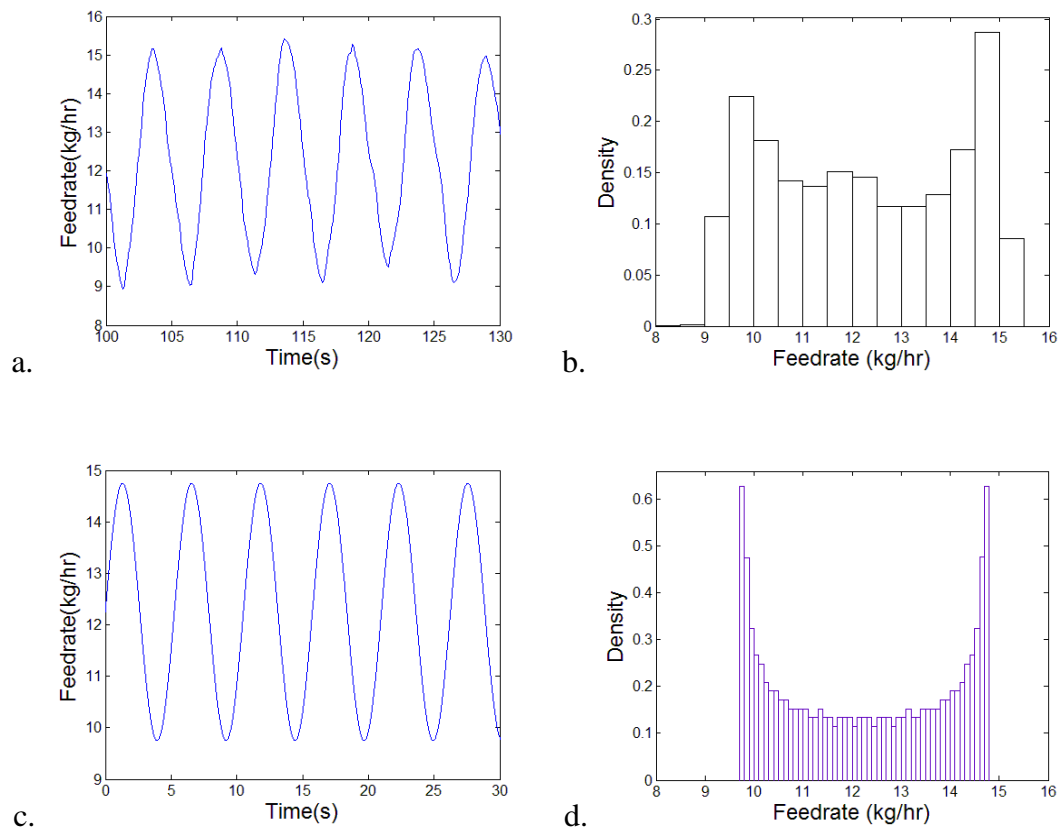 16
15
14
13
12
11
10
9
8
100 105 110 115 120 125 130
Feedrate(kg/hr)
Time(s)
a.
0.3
0.25
0.2
0.15
0.1
0.05
0
8 9 10 11 12 13 14 15 16
Density
Feedrate (kg/hr)
b.
15
14
13
12
11
10
9
0 5 10 15 20 25 30
Feedrate(kg/hr)
Time(s)
c.
0.6
0.5
0.4
0.3
0.2
0.1
0
8 9 10 11 12 13 14 15 16
Density
Feedrate (kg/hr)
d.